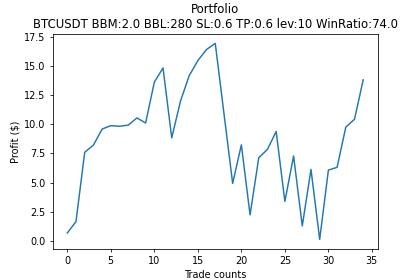 Portfolio
BTCUSDT BBM:2.0 BBL:280 SL:0.6 TP:0.6 lev:10 WinRatio:74.0
17.5
15.0
12.5
10.0
7.5
5.0
2.5
0.0
Profit ($)
0 5 10 15 20 25 30 35
Trade counts